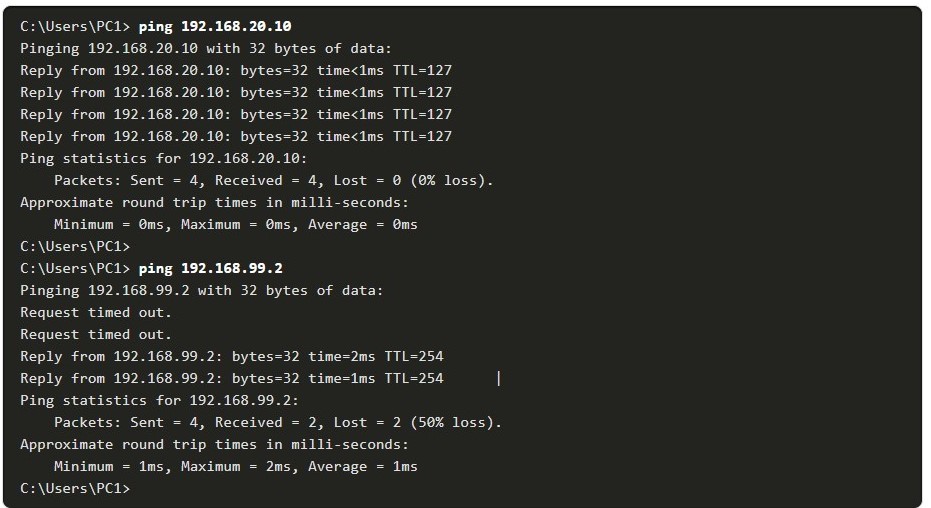 C:\Users\PC1> ping 192.168.20.10
Pinging 192.168.20.10 with 32 bytes of data:
Reply from 192.168.20.10: bytes=32 time<1ms TTL=127
Reply from 192.168.20.10: bytes=32 time<1ms TTL=127
Reply from 192.168.20.10: bytes=32 time<1ms TTL=127
Reply from 192.168.20.10: bytes=32 time<1ms TTL=127
Ping statistics for 192.168.20.10:
    Packets: Sent = 4, Received = 4, Lost = 0 (0% loss).
Approximate round trip times in milli-seconds:
    Minimum = 0ms, Maximum = 0ms, Average = 0ms
C:\Users\PC1>
C:\Users\PC1> ping 192.168.99.2
Pinging 192.168.99.2 with 32 bytes of data:
Request timed out.
Request timed out.
Reply from 192.168.99.2: bytes=32 time=2ms TTL=254
Reply from 192.168.99.2: bytes=32 time=1ms TTL=254
Ping statistics for 192.168.99.2:
    Packets: Sent = 4, Received = 2, Lost = 2 (50% loss).
Approximate round trip times in milli-seconds:
    Minimum = 1ms, Maximum = 2ms, Average = 1ms
C:\Users\PC1>